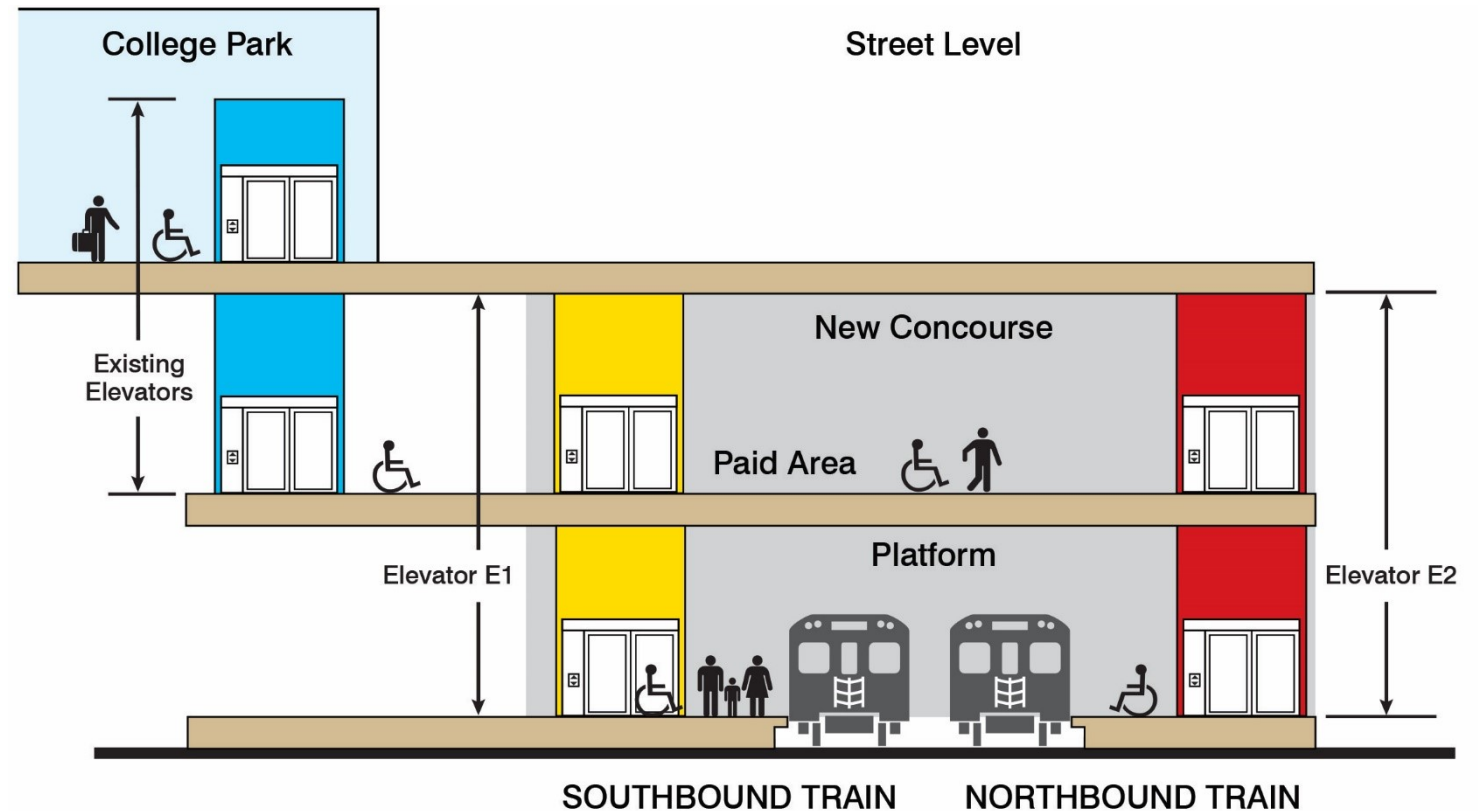 College Park
Street Level
New Concourse
Existing
Elevators
Paid Area
Platform
Elevator E1
Elevator E2
SOUTHBOUND TRAIN
NORTHBOUND TRAIN